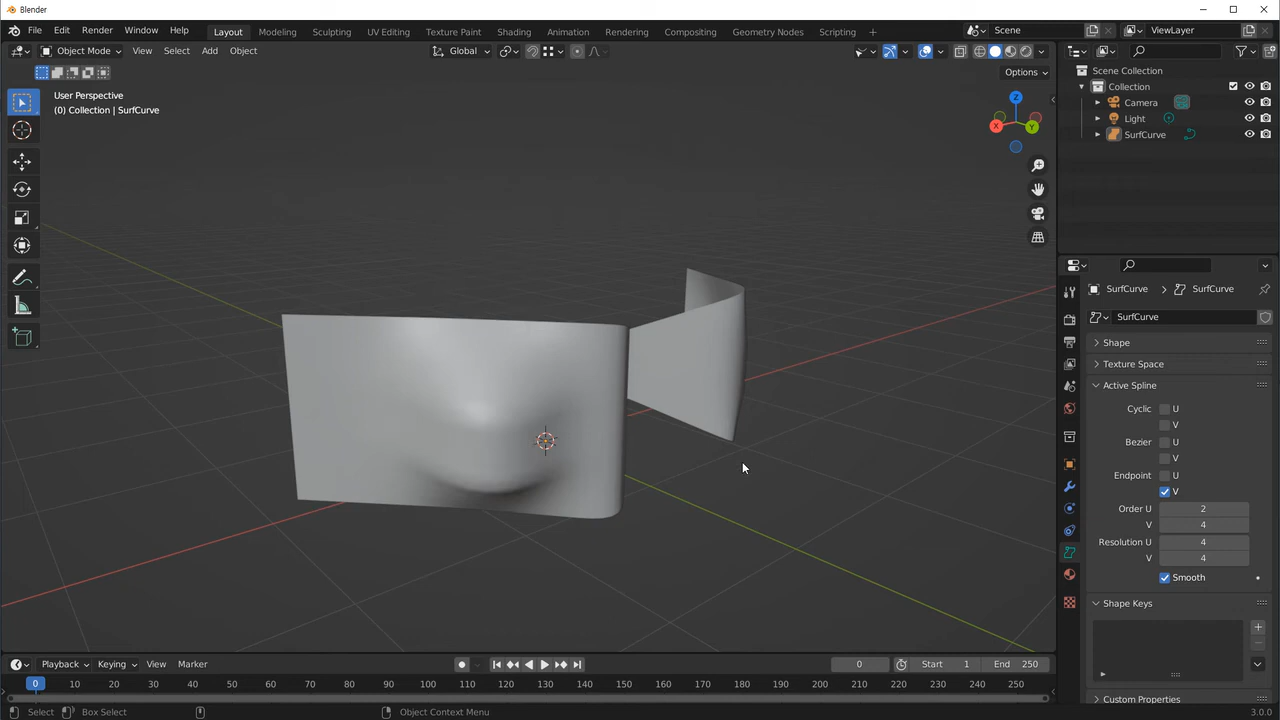 Blender
File Edit Render Window Help Layout Modeling Sculpting UV Editing Texture Paint Shading Animation Rendering Compositing Geometry Nodes Scripting + Scene ViewLayer
Object Mode View Select Add Object Global
Options
User Perspective
(0) Collection | SurfCurve
Z
X Y
Scene Collection
Collection
Camera
Light
SurfCurve
SurfCurve > SurfCurve
SurfCurve
Shape
Texture Space
Active Spline
Cyclic U
V
Bezier U
V
Endpoint U
V
Order U 2
V 4
Resolution U 4
V 4
Smooth
Shape Keys
Custom Properties
Playback Keying View Marker 0 Start 1 End 250
0 10 20 30 40 50 60 70 80 90 100 110 120 130 140 150 160 170 180 190 200 210 220 230 240 250
Select Box Select Object Context Menu 3.0.0